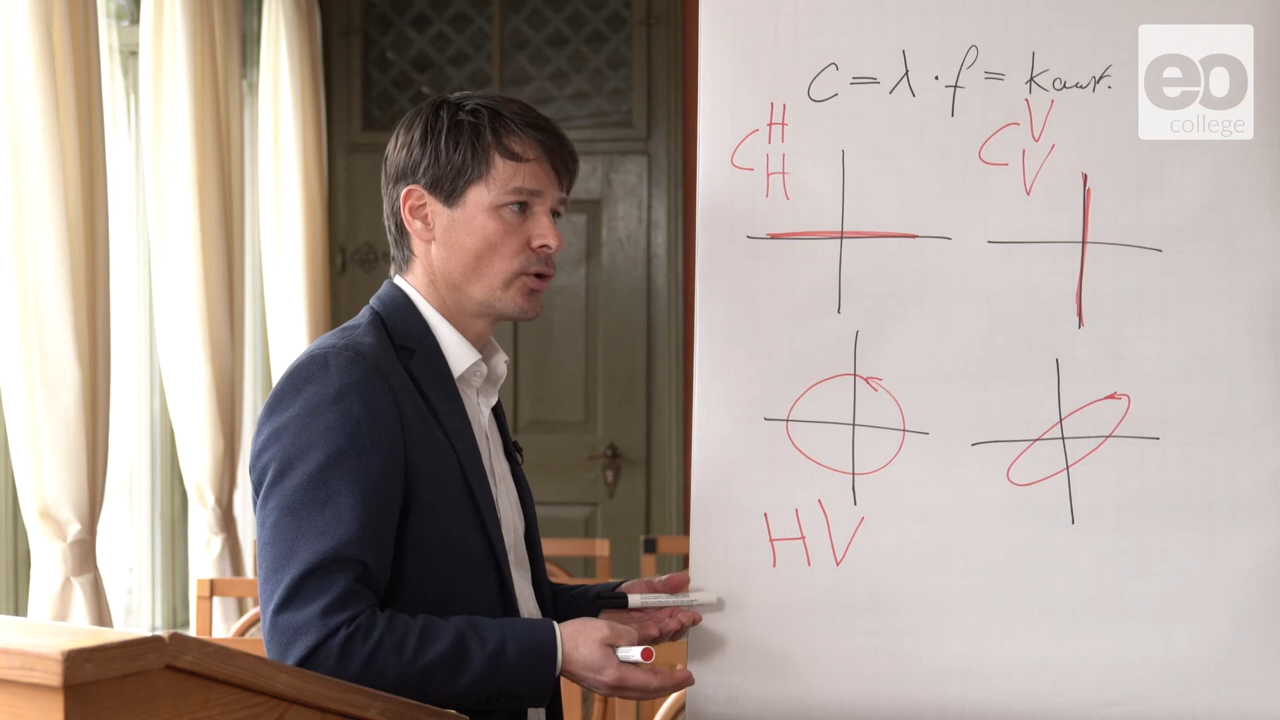 C = λ · f = konst.
eo
college
C H H
C V V
HV